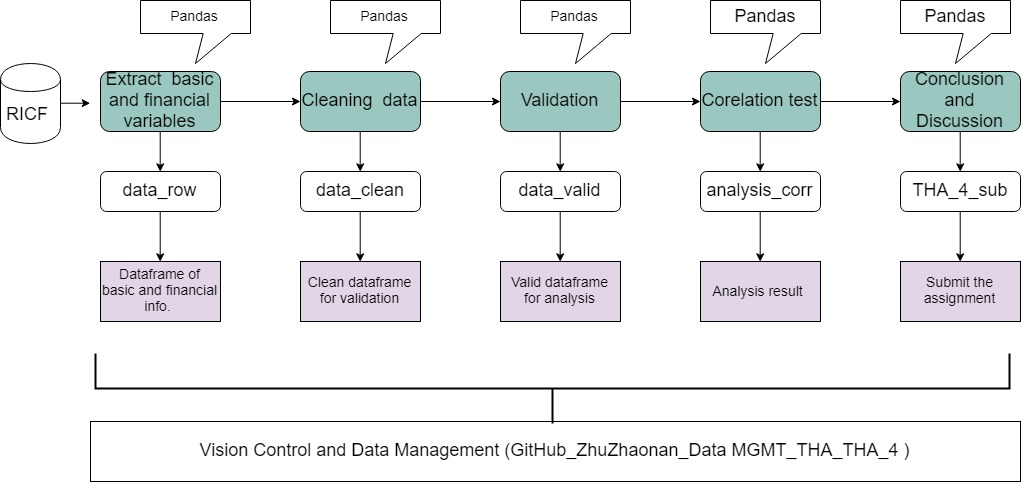 Pandas
Pandas
Pandas
Pandas
Pandas
RICF
Extract basic
and financial
variables
Cleaning data
Validation
Corelation test
Conclusion
and
Discussion
data_row
data_clean
data_valid
analysis_corr
THA_4_sub
Dataframe of
basic and financial
info.
Clean dataframe
for validation
Valid dataframe
for analysis
Analysis result
Submit the
assignment
Vision Control and Data Management (GitHub_ZhuZhaonan_Data MGMT_THA_THA_4 )